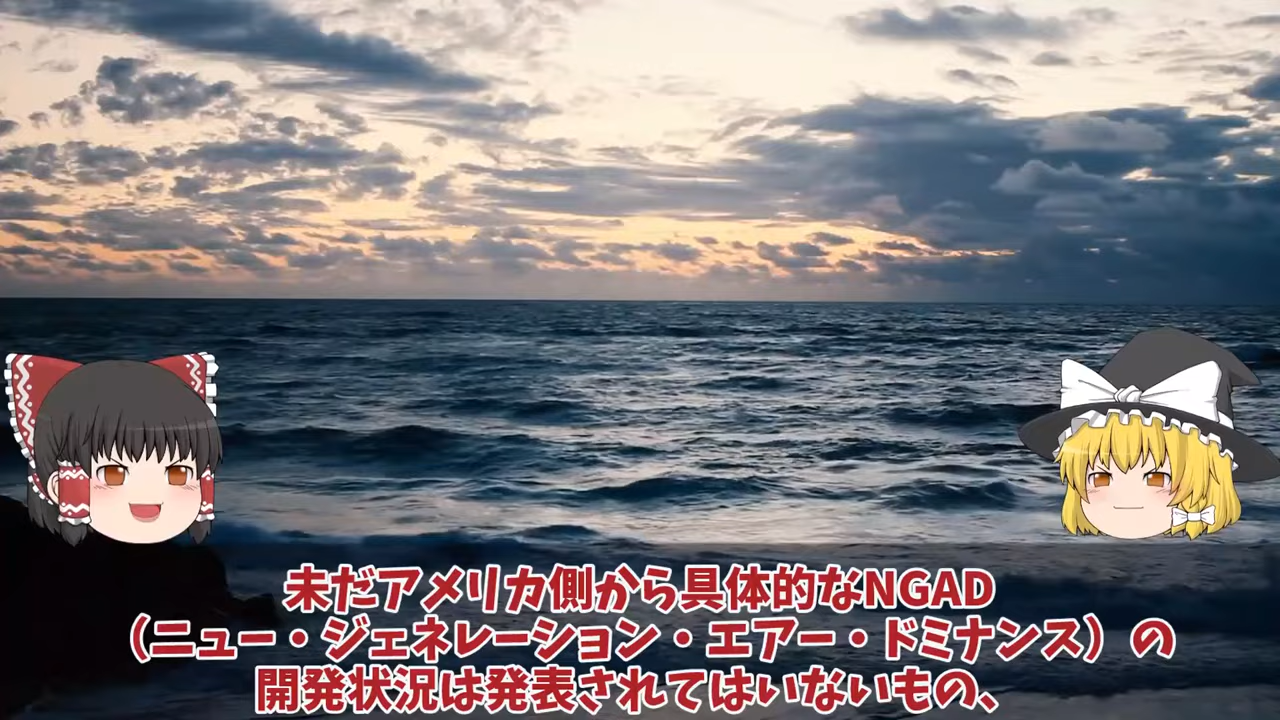 未だアメリカ側から具体的なNGAD
（ニュー・ジェネレーション・エアー・ドミナンス）の
開発状況は発表されてはいないもの、